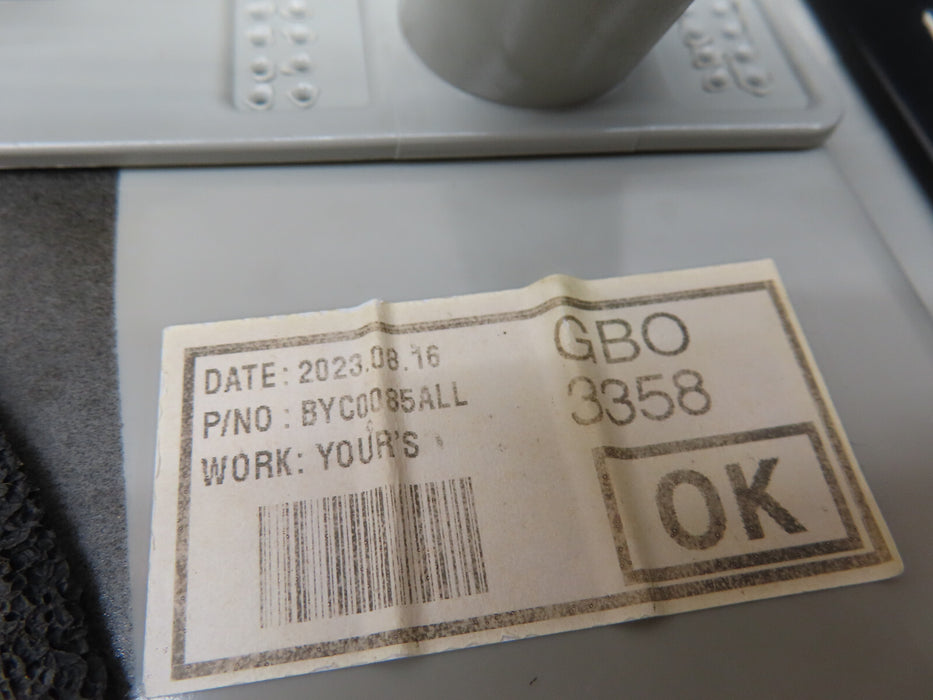 DATE: 2023.08.16
P/NO : BYC0085ALL
WORK: YOUR'S
GBO
3358
OK